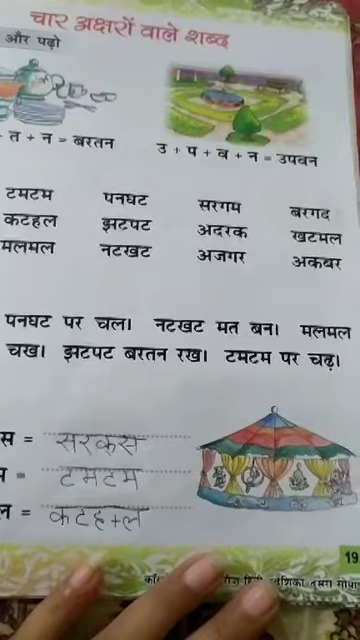 चार अक्षरों वाले शब्द
और पढ़ो
त + न = बरतन
उ + प + व + न = उपवन
टमटम पनघट सरगम बरगद
कटहल झटपट अदरक खटमल
मलमल नटखट अजगर अकबर
पनघट पर चल। नटखट मत बन। मलमल
चख। झटपट बरतन रख। टमटम पर चढ़।
स = सरकस
= टमटम
ल = कटह+ल
19